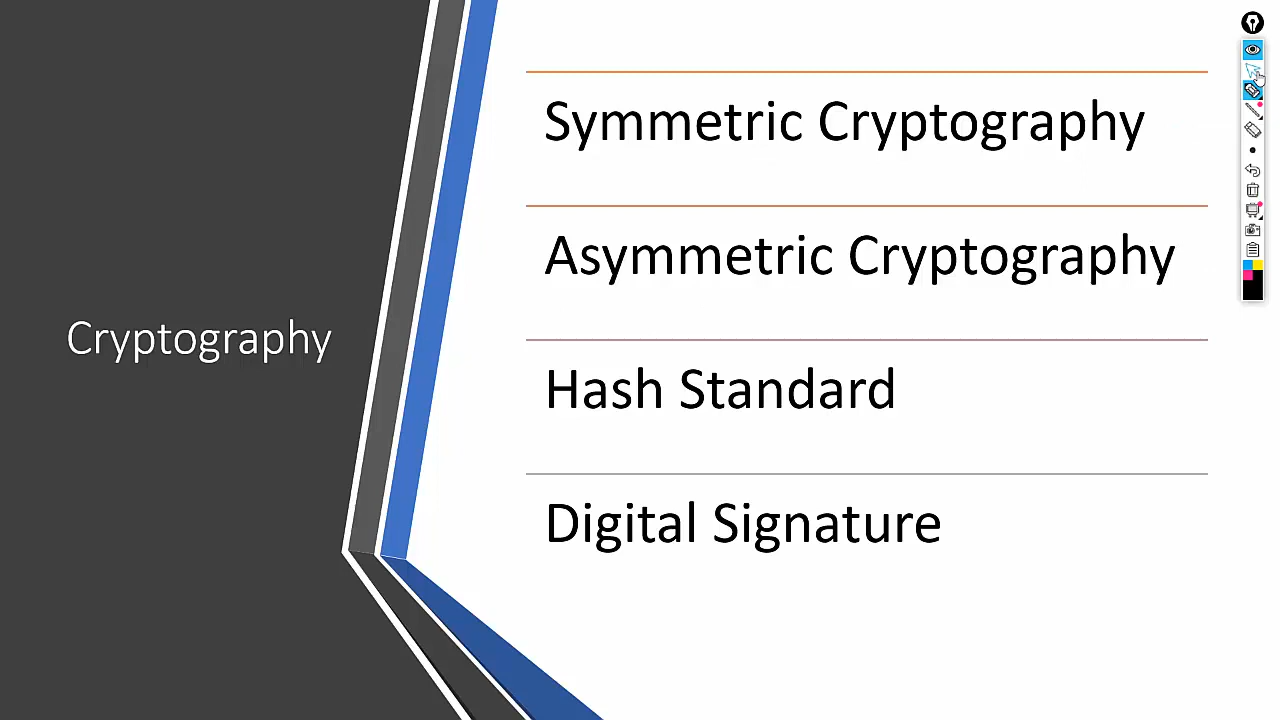 Cryptography
Symmetric Cryptography
Asymmetric Cryptography
Hash Standard
Digital Signature